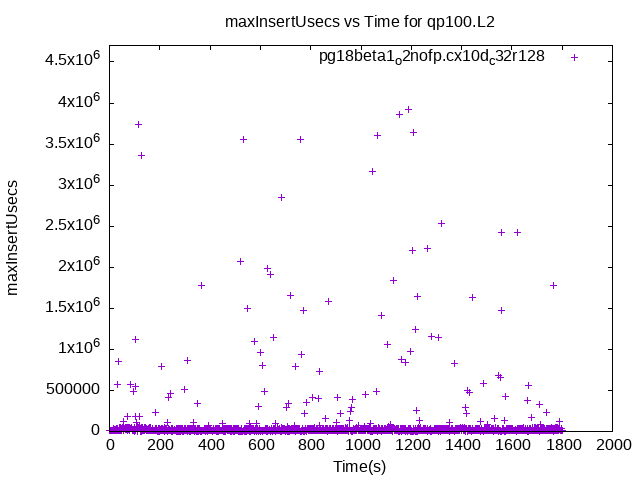 maxInsertUsecs vs Time for qp100.L2
pg18beta1o2nofp.cx10dc32r128
4.5x10^6
4x10^6
3.5x10^6
3x10^6
2.5x10^6
2x10^6
1.5x10^6
1x10^6
500000
0
maxInsertUsecs
0 200 400 600 800 1000 1200 1400 1600 1800 2000
Time(s)